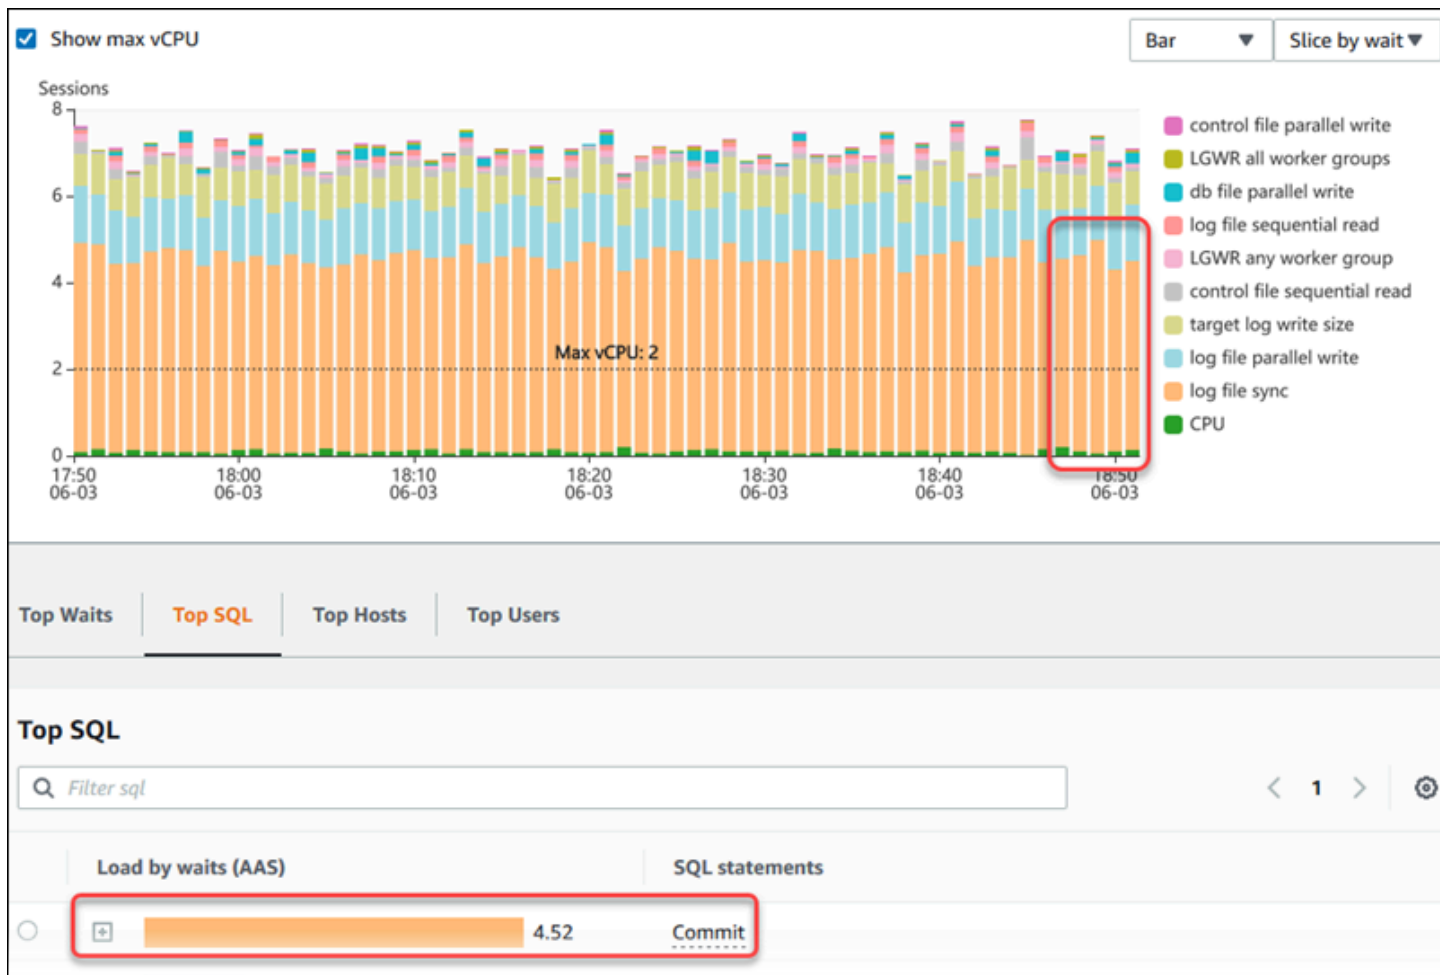 Show max vCPU
Bar
Slice by wait
Sessions
8
6
4
2
0
Max vCPU: 2
17:50
06-03
18:00
06-03
18:10
06-03
18:20
06-03
18:30
06-03
18:40
06-03
18:50
06-03
control file parallel write
LGWR all worker groups
db file parallel write
log file sequential read
LGWR any worker group
control file sequential read
target log write size
log file parallel write
log file sync
CPU
Top Waits
Top SQL
Top Hosts
Top Users
Top SQL
Filter sql
1
Load by waits (AAS)
SQL statements
4.52
Commit